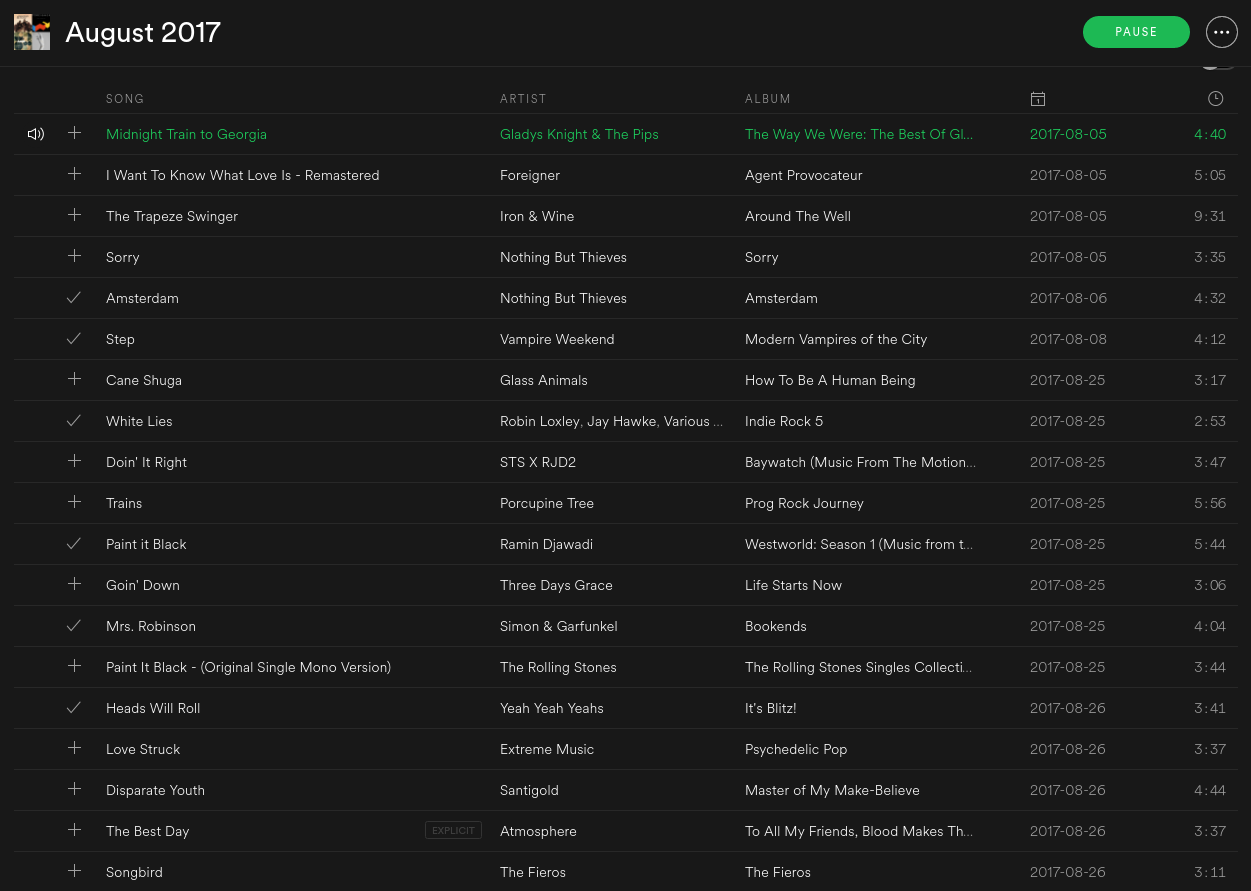 August 2017 PAUSE
SONG ARTIST ALBUM
Midnight Train to Georgia Gladys Knight & The Pips The Way We Were: The Best Of Gl... 2017-08-05 4:40
I Want To Know What Love Is - Remastered Foreigner Agent Provocateur 2017-08-05 5:05
The Trapeze Swinger Iron & Wine Around The Well 2017-08-05 9:31
Sorry Nothing But Thieves Sorry 2017-08-05 3:35
Amsterdam Nothing But Thieves Amsterdam 2017-08-06 4:32
Step Vampire Weekend Modern Vampires of the City 2017-08-08 4:12
Cane Shuga Glass Animals How To Be A Human Being 2017-08-25 3:17
White Lies Robin Loxley, Jay Hawke, Various ... Indie Rock 5 2017-08-25 2:53
Doin' It Right STS X RJD2 Baywatch (Music From The Motion... 2017-08-25 3:47
Trains Porcupine Tree Prog Rock Journey 2017-08-25 5:56
Paint it Black Ramin Djawadi Westworld: Season 1 (Music from t... 2017-08-25 5:44
Goin' Down Three Days Grace Life Starts Now 2017-08-25 3:06
Mrs. Robinson Simon & Garfunkel Bookends 2017-08-25 4:04
Paint It Black - (Original Single Mono Version) The Rolling Stones The Rolling Stones Singles Collecti... 2017-08-25 3:44
Heads Will Roll Yeah Yeah Yeahs It's Blitz! 2017-08-26 3:41
Love Struck Extreme Music Psychedelic Pop 2017-08-26 3:37
Disparate Youth Santigold Master of My Make-Believe 2017-08-26 4:44
The Best Day EXPLICIT Atmosphere To All My Friends, Blood Makes Th... 2017-08-26 3:37
Songbird The Fieros The Fieros 2017-08-26 3:11